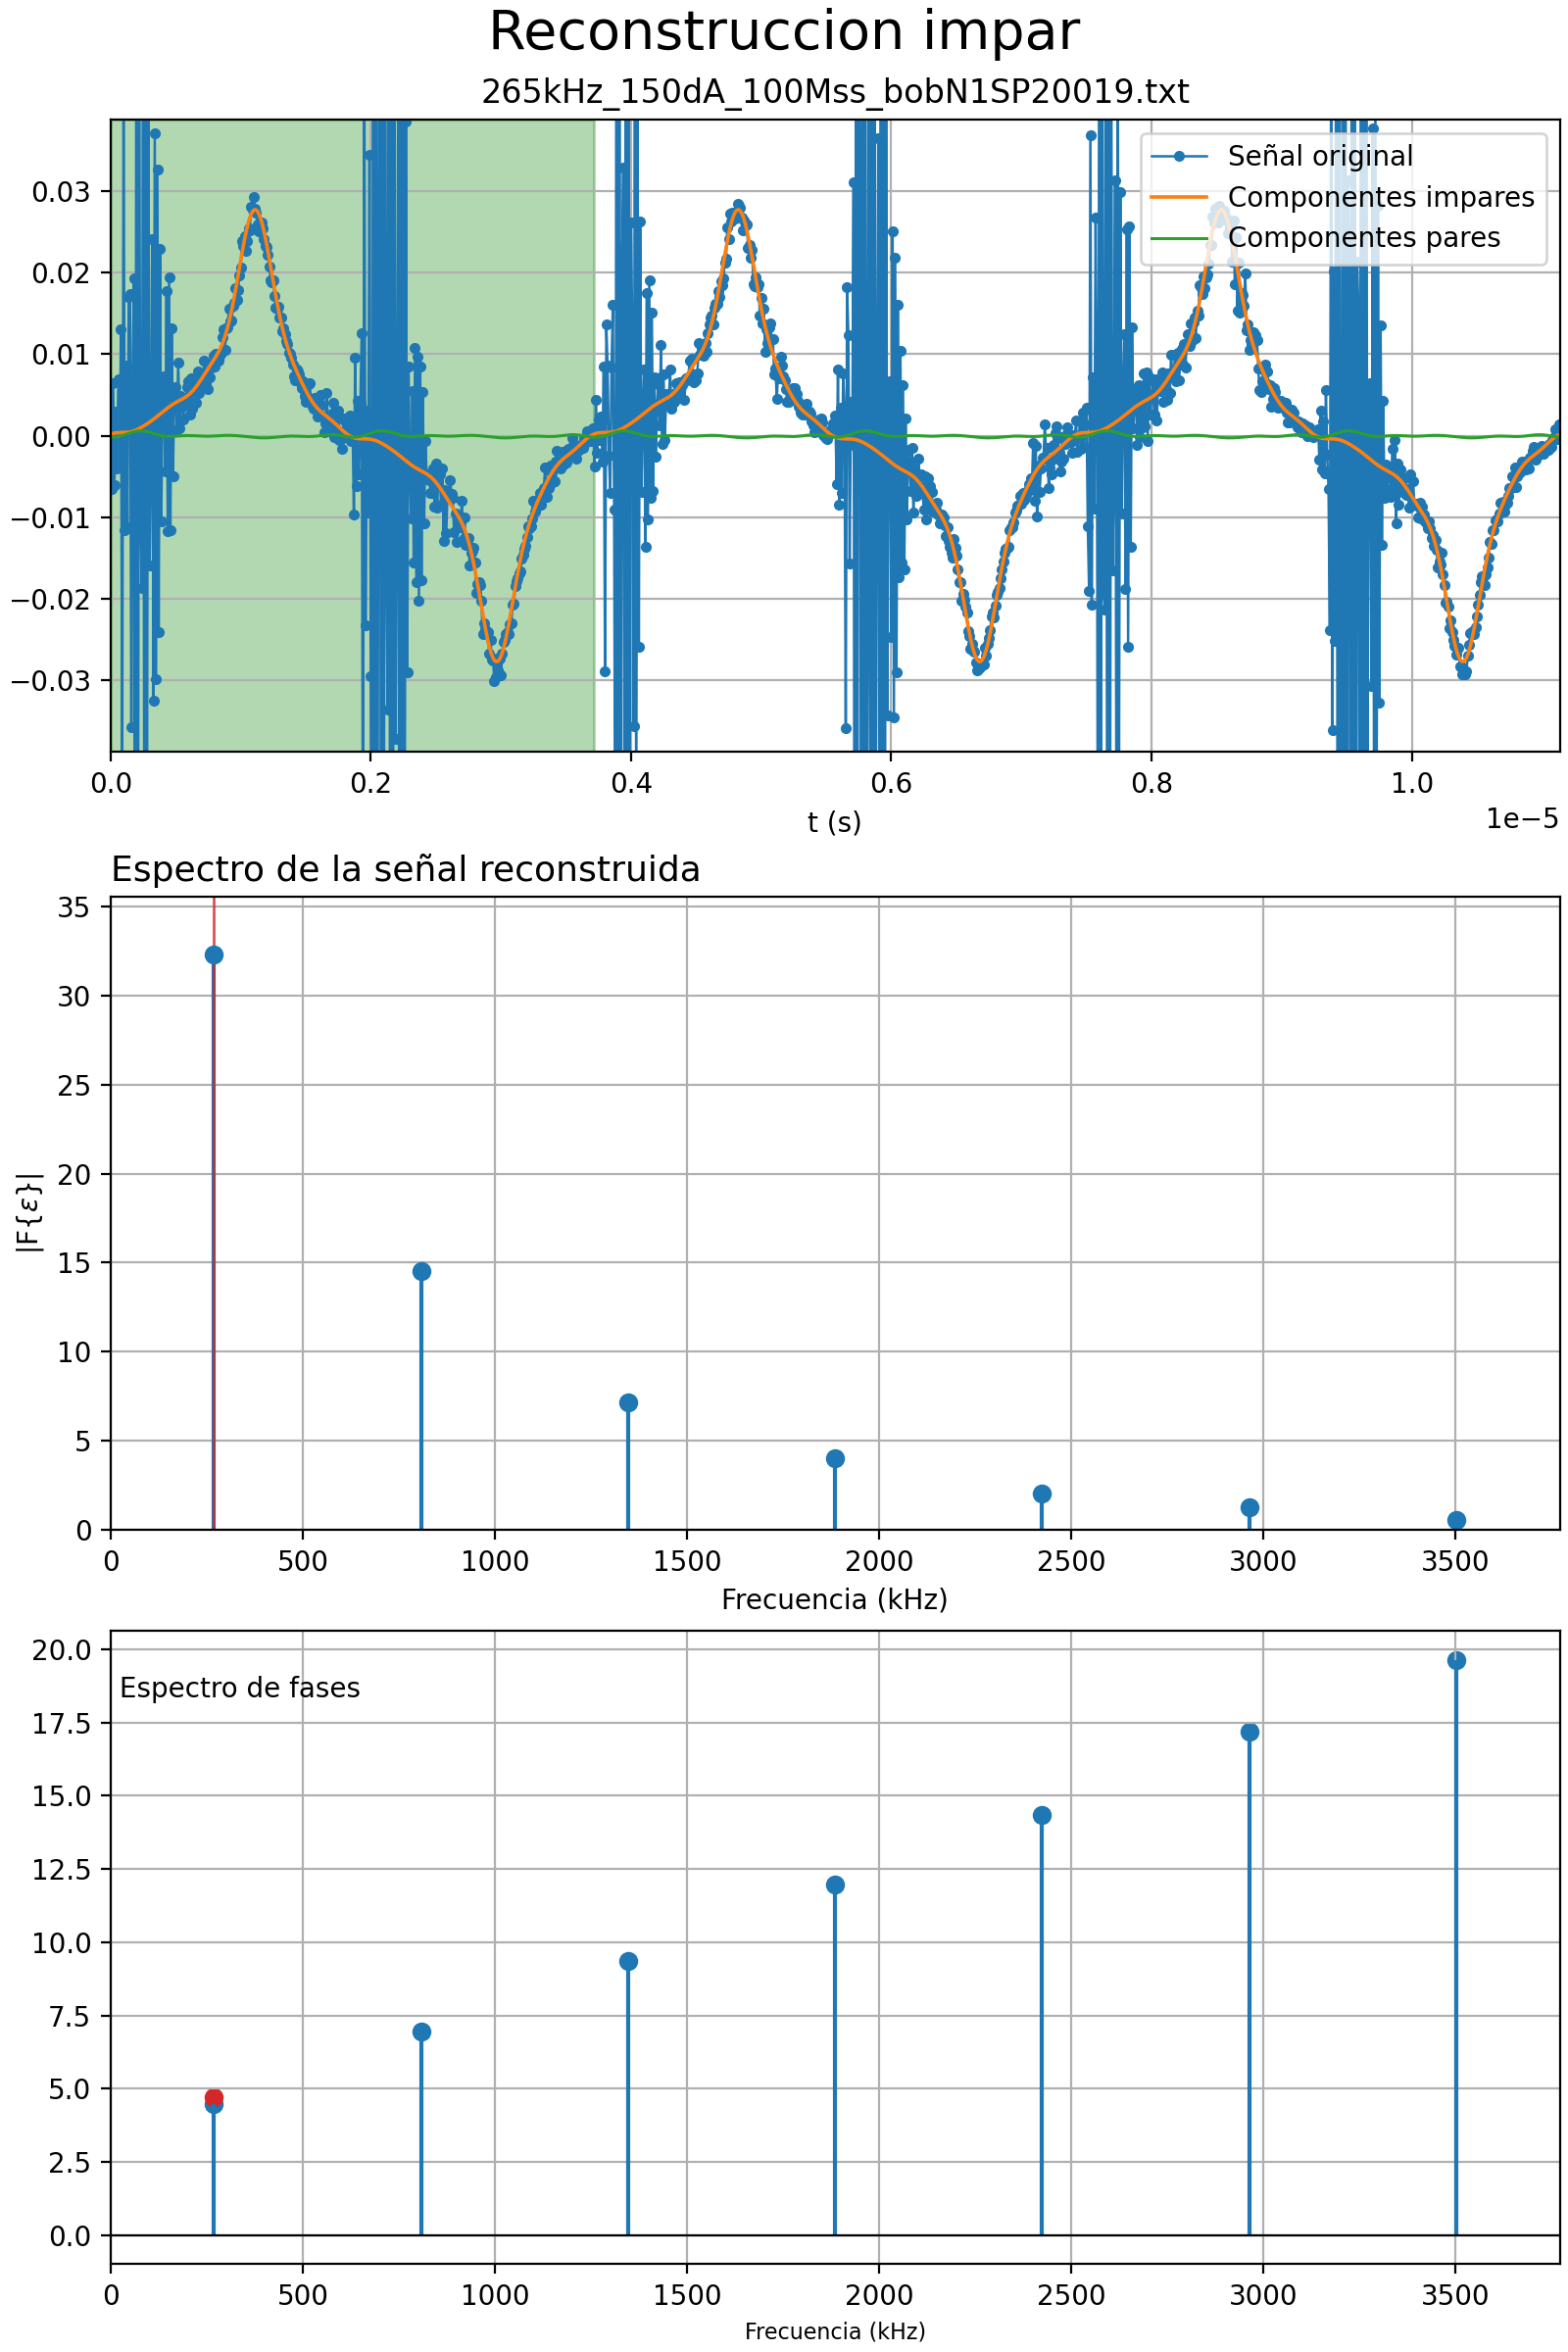 Reconstruccion impar
265kHz_150dA_100Mss_bobN1SP20019.txt
Señal original
Componentes impares
Componentes pares
0.03
0.02
0.01
0.00
−0.01
−0.02
−0.03
0.0 0.2 0.4 0.6 0.8 1.0
1e−5
t (s)
Espectro de la señal reconstruida
35
30
25
20
15
10
5
0
|F{ε}|
0 500 1000 1500 2000 2500 3000 3500
Frecuencia (kHz)
Espectro de fases
20.0
17.5
15.0
12.5
10.0
7.5
5.0
2.5
0.0
0 500 1000 1500 2000 2500 3000 3500
Frecuencia (kHz)